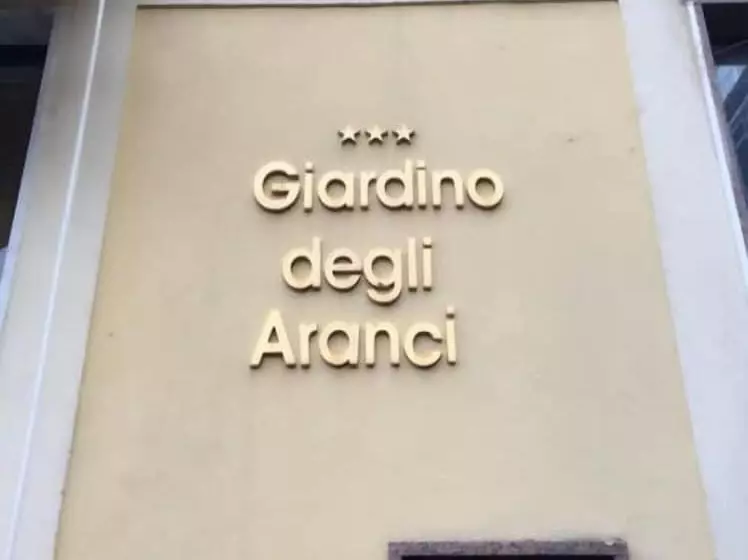 ★★★
Giardino
degli
Aranci